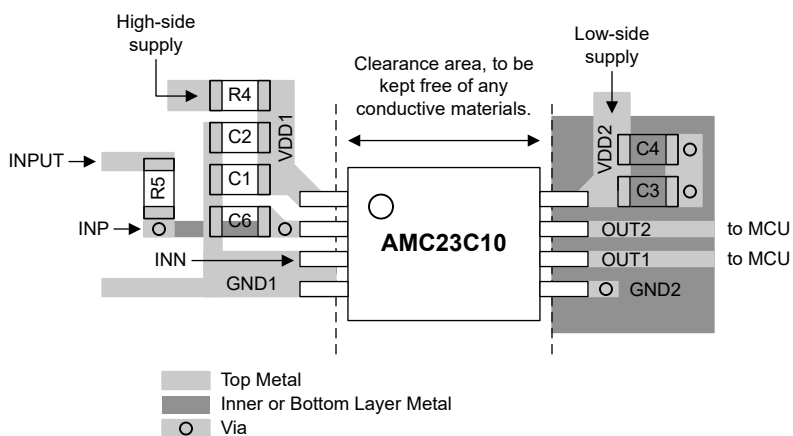 High-side
supply
Low-side
supply
Clearance area, to be
kept free of any
conductive materials.
R4
C2
VDD1
VDD2
C4
INPUT
R5
C1
C3
INP
C6
AMC23C10
OUT2
to MCU
INN
OUT1
to MCU
GND1
GND2
Top Metal
Inner or Bottom Layer Metal
Via